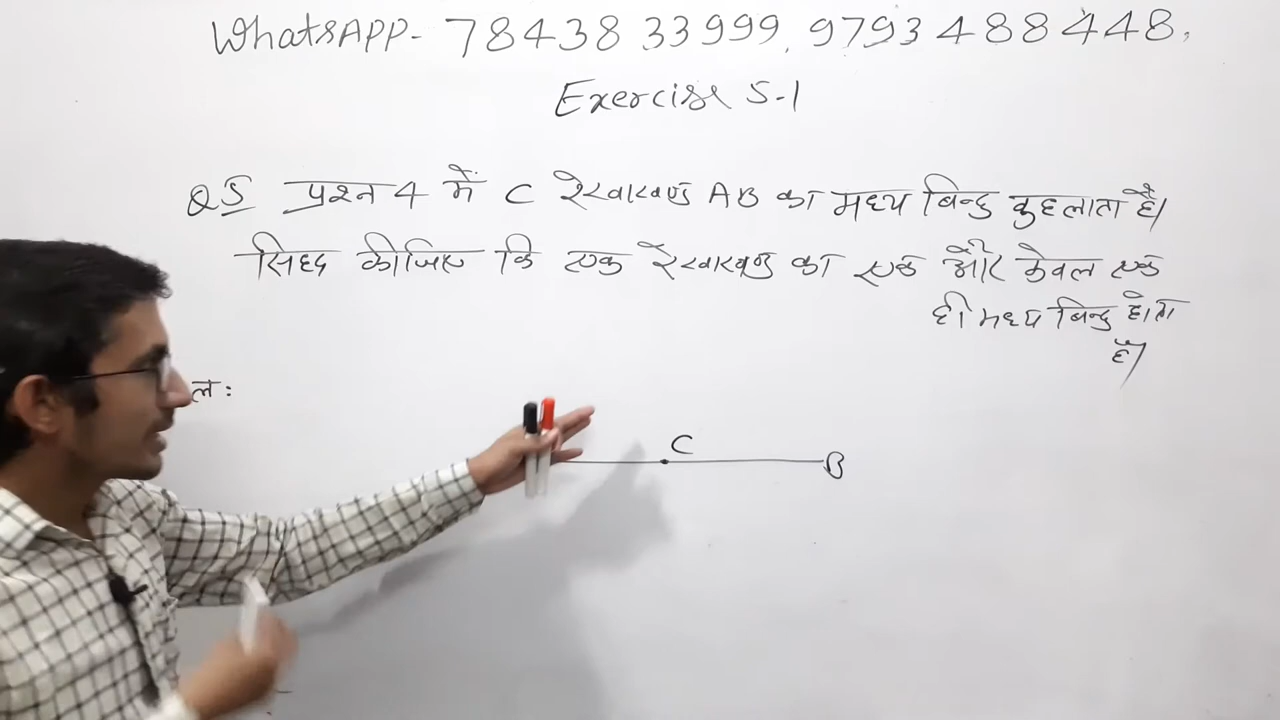 WhatsAPP- 78438 33999, 9793488448,
Exercise 5-1
Q5 प्रश्न 4 में C रेखाखण्ड AB का मध्य बिन्दु कहलाता है।
सिध्द कीजिए कि एक रेखाखण्ड का एक और केवल एक
ही मध्य बिन्दु होता
है।
ल:
C
B